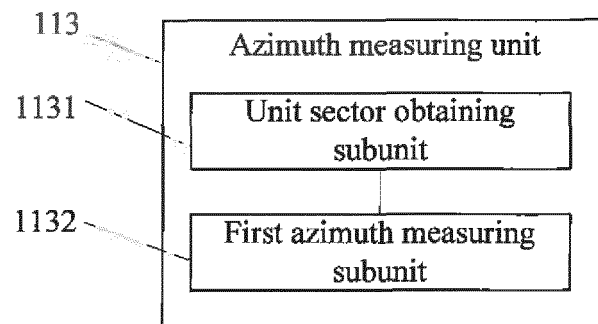 113
Azimuth measuring unit
1131
Unit sector obtaining
subunit
1132
First azimuth measuring
subunit